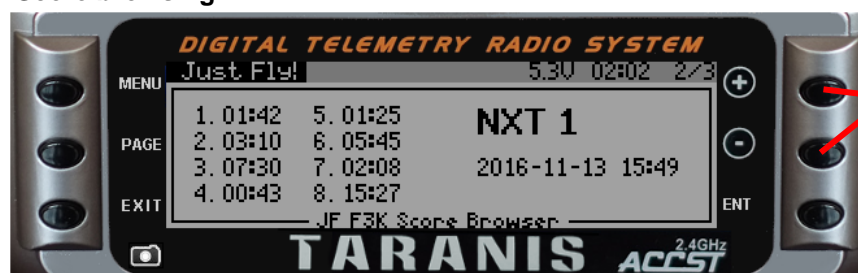 DIGITAL TELEMETRY RADIO SYSTEM
MENU
Just Fly! 5.3V 02:02 2/3
+
1. 01:42 5. 01:25 NXT 1
PAGE
2. 03:10 6. 05:45
-
3. 07:30 7. 02:08 2016-11-13 15:49
4. 00:43 8. 15:27
EXIT
ENT
JF F3K Score Browser
TARANIS ACCST 2.4GHz